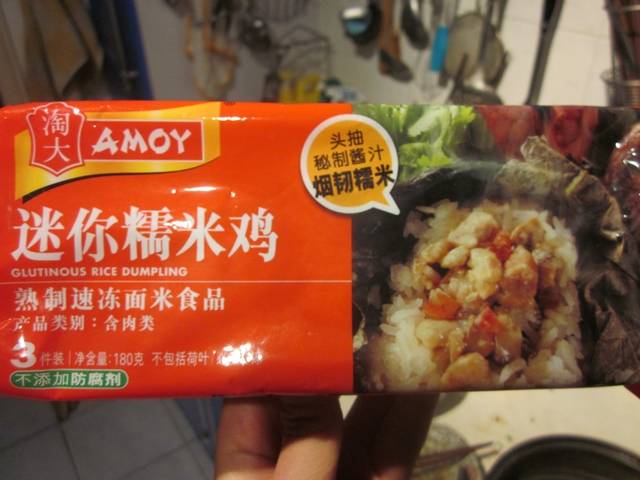 淘大
AMOY
迷你糯米鸡
GLUTINOUS RICE DUMPLING
熟制速冻面米食品
产品类别：含肉类
3件装 净含量：180克 不包括荷叶
不添加防腐剂
头抽
秘制酱汁
烟韧糯米